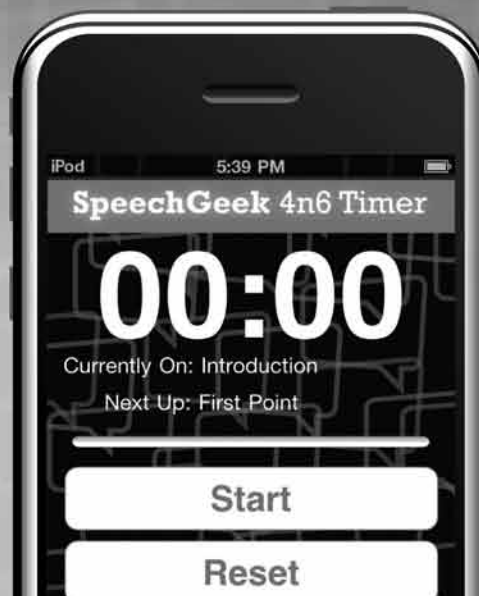 iPod 5:39 PM
SpeechGeek 4n6 Timer
00:00
Currently On: Introduction
Next Up: First Point
Start
Reset